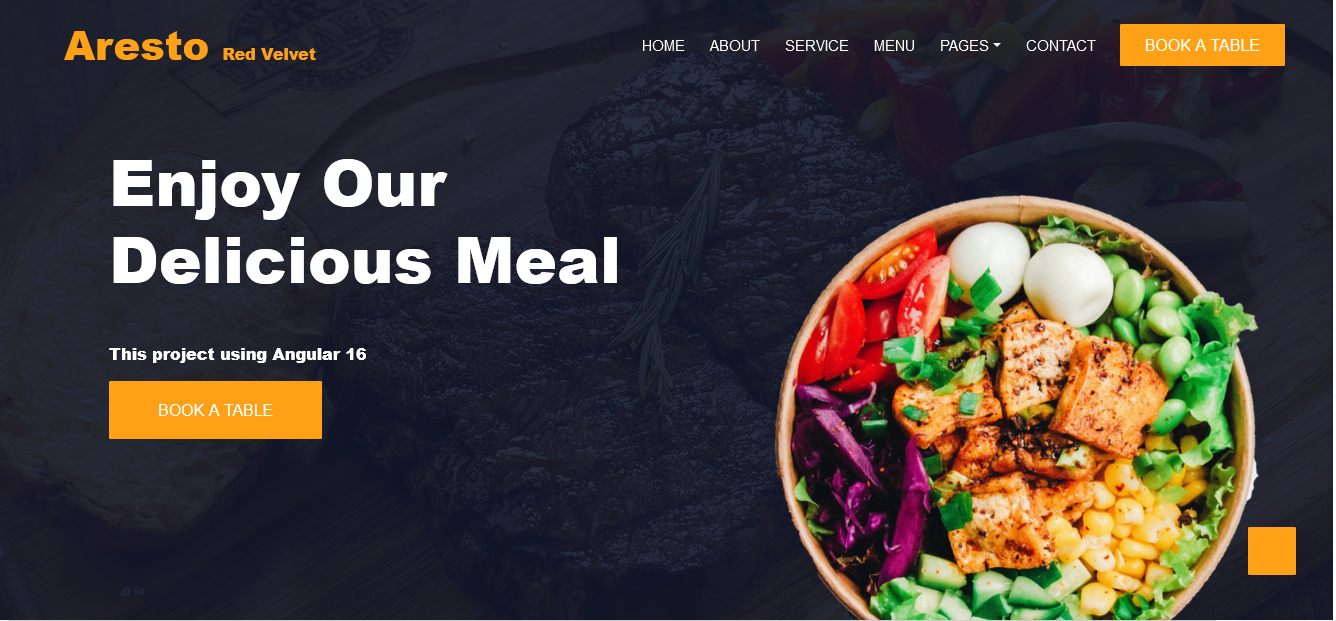 Aresto Red Velvet
HOME ABOUT SERVICE MENU PAGES CONTACT BOOK A TABLE
Enjoy Our
Delicious Meal
This project using Angular 16
BOOK A TABLE